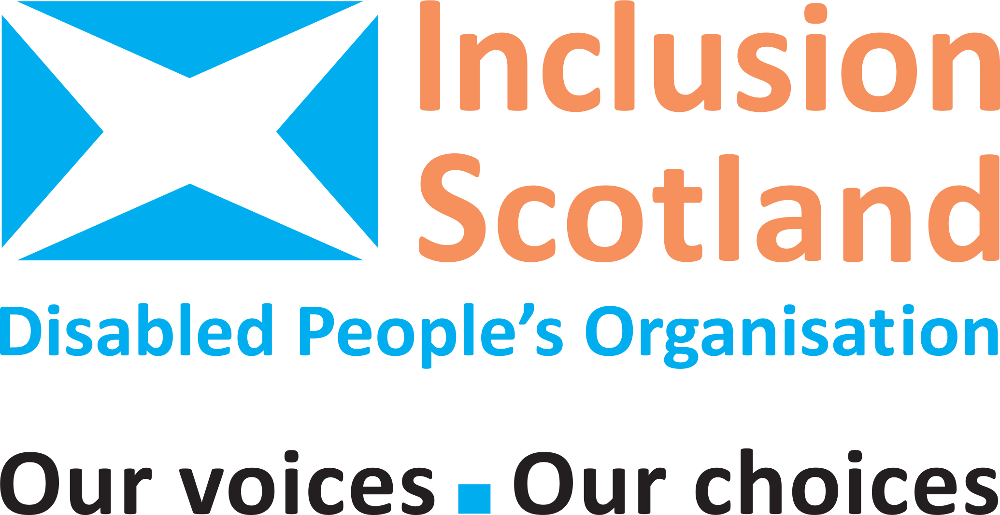 Inclusion
Scotland
Disabled People’s Organisation
Our voices ▪ Our choices